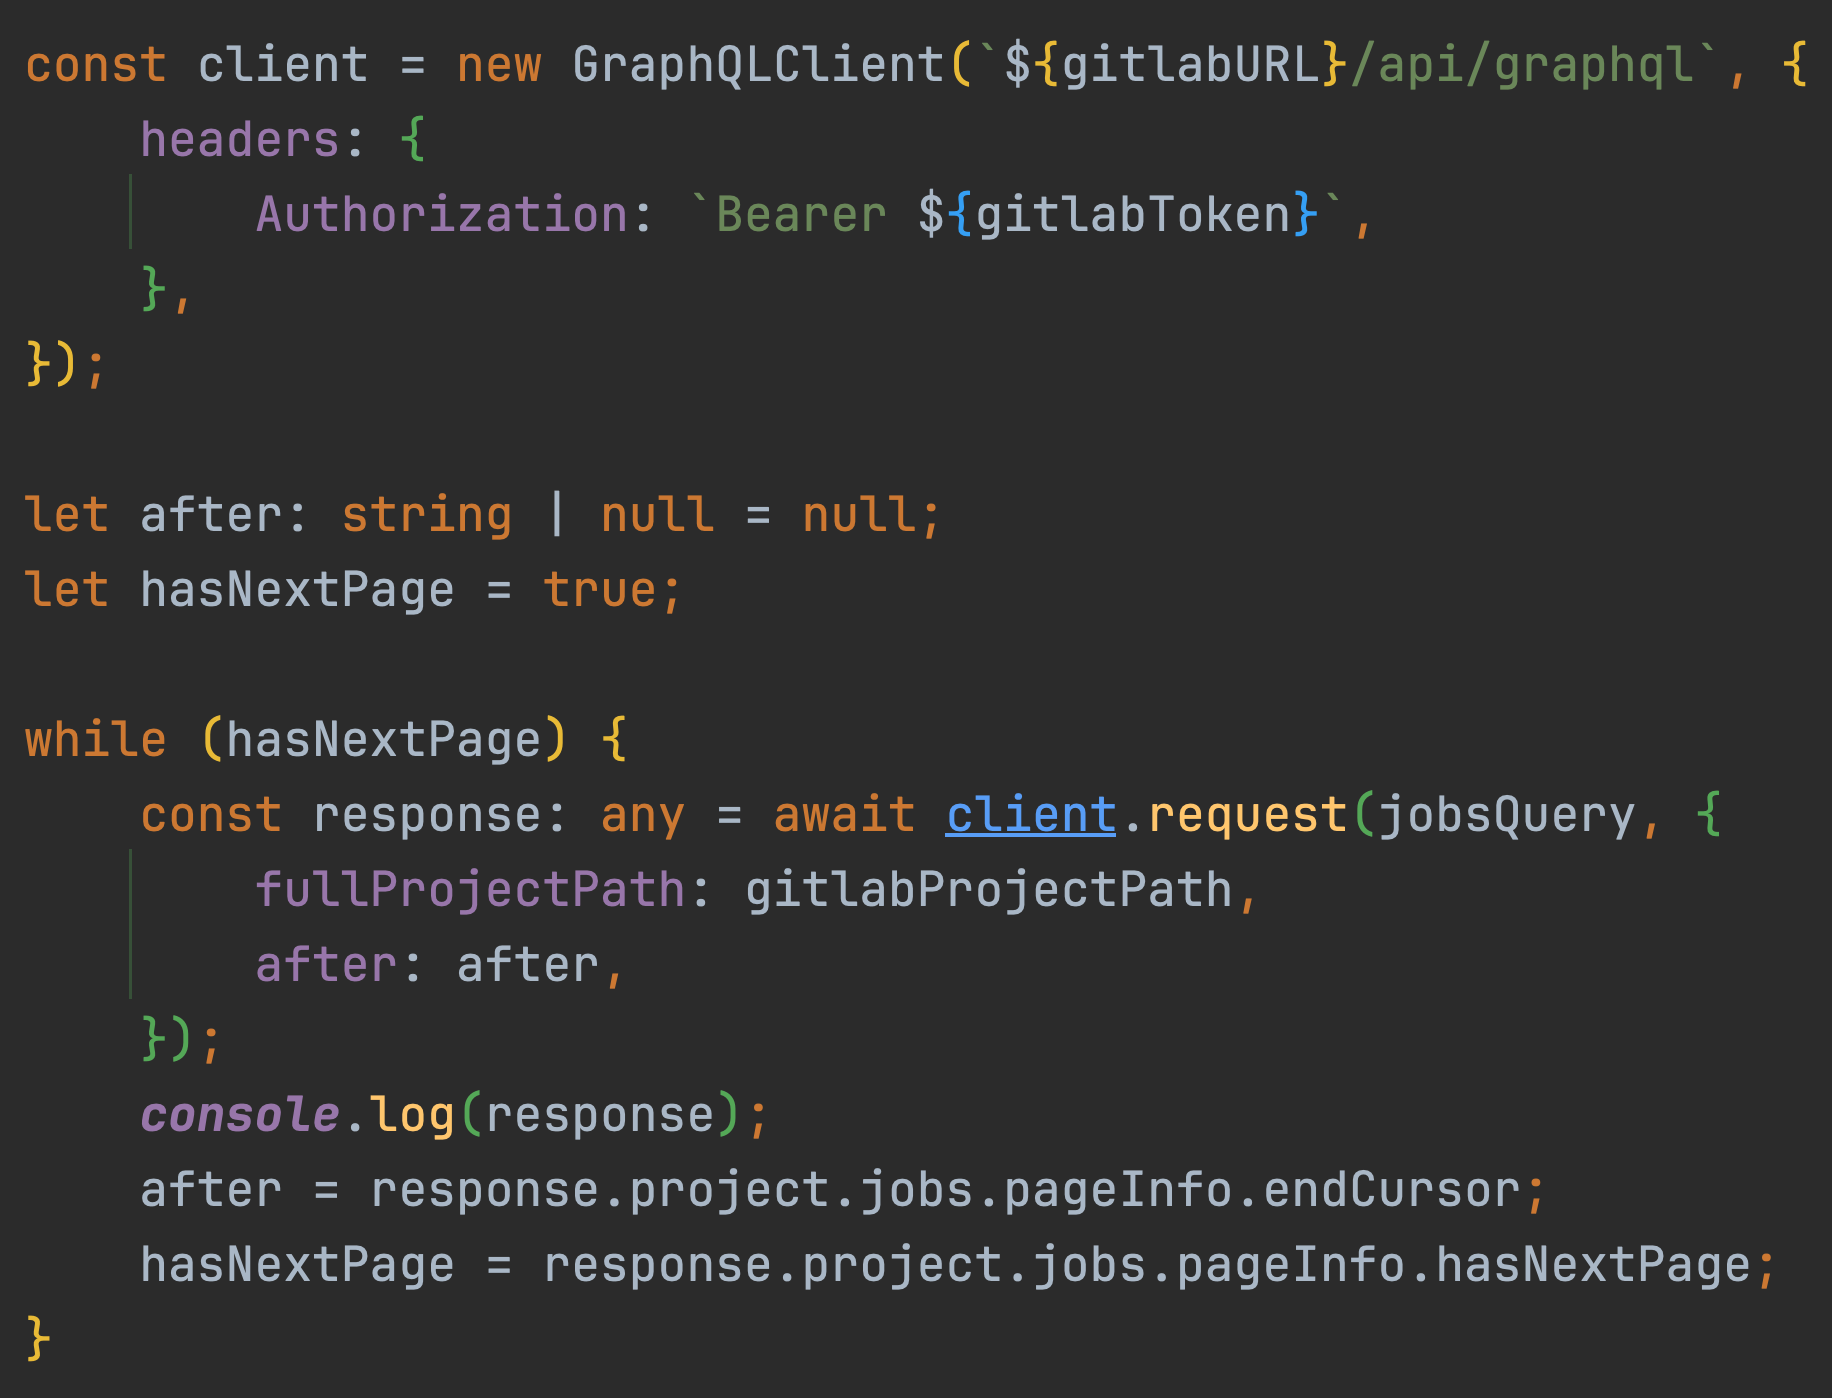 const client = new GraphQLClient(`${gitlabURL}/api/graphql`, {
    headers: {
        Authorization: `Bearer ${gitlabToken}`,
    },
});

let after: string | null = null;
let hasNextPage = true;

while (hasNextPage) {
    const response: any = await client.request(jobsQuery, {
        fullProjectPath: gitlabProjectPath,
        after: after,
    });
    console.log(response);
    after = response.project.jobs.pageInfo.endCursor;
    hasNextPage = response.project.jobs.pageInfo.hasNextPage;
}